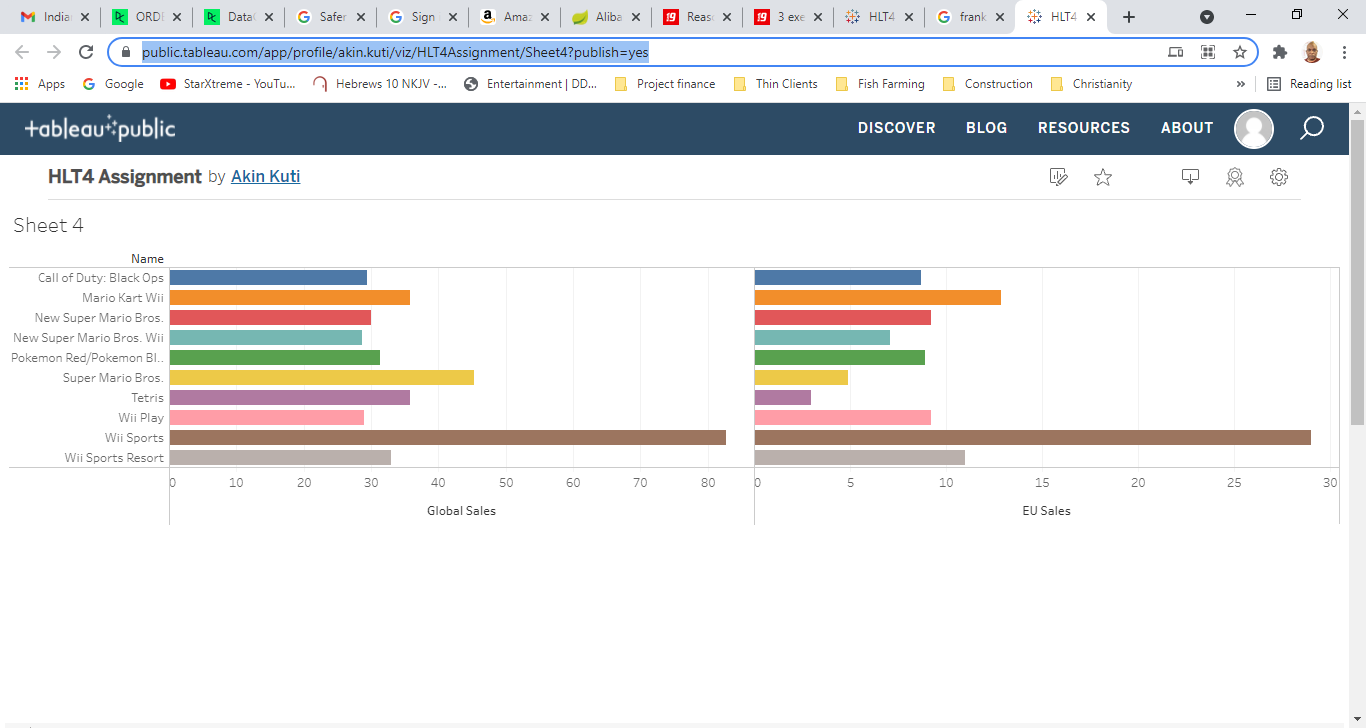 India
ORDE
Data
Safer
Sign
Amaz
Aliba
Reaso
3 exe
HLT4
frank
HLT4
public.tableau.com/app/profile/akin.kuti/viz/HLT4Assignment/Sheet4?publish=yes
Apps
Google
StarXtreme - YouTu...
Hebrews 10 NKJV -...
Entertainment | DD...
Project finance
Thin Clients
Fish Farming
Construction
Christianity
»
Reading list
+ableau public
DISCOVER
BLOG
RESOURCES
ABOUT
HLT4 Assignment by Akin Kuti
Sheet 4
Name
Call of Duty: Black Ops
Mario Kart Wii
New Super Mario Bros.
New Super Mario Bros. Wii
Pokemon Red/Pokemon Bl..
Super Mario Bros.
Tetris
Wii Play
Wii Sports
Wii Sports Resort
0 10 20 30 40 50 60 70 80
0 5 10 15 20 25 30
Global Sales
EU Sales